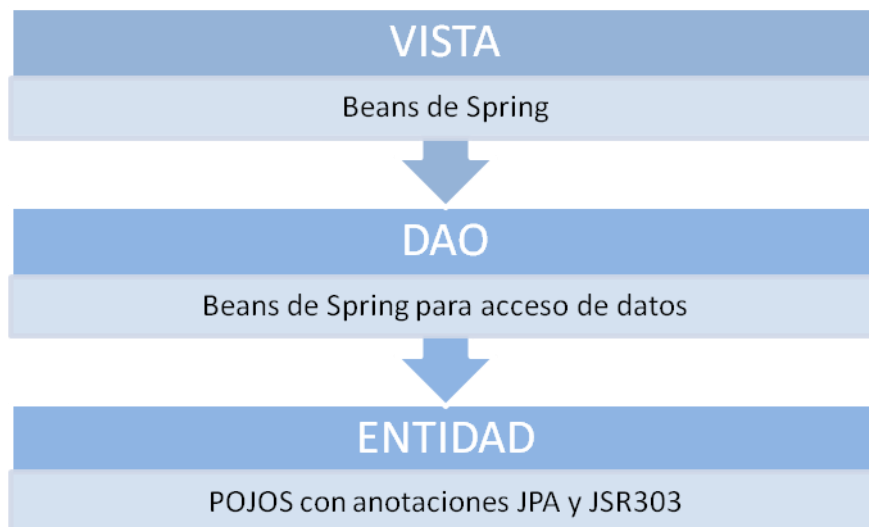 VISTA
Beans de Spring
DAO
Beans de Spring para acceso de datos
ENTIDAD
POJOS con anotaciones JPA y JSR303